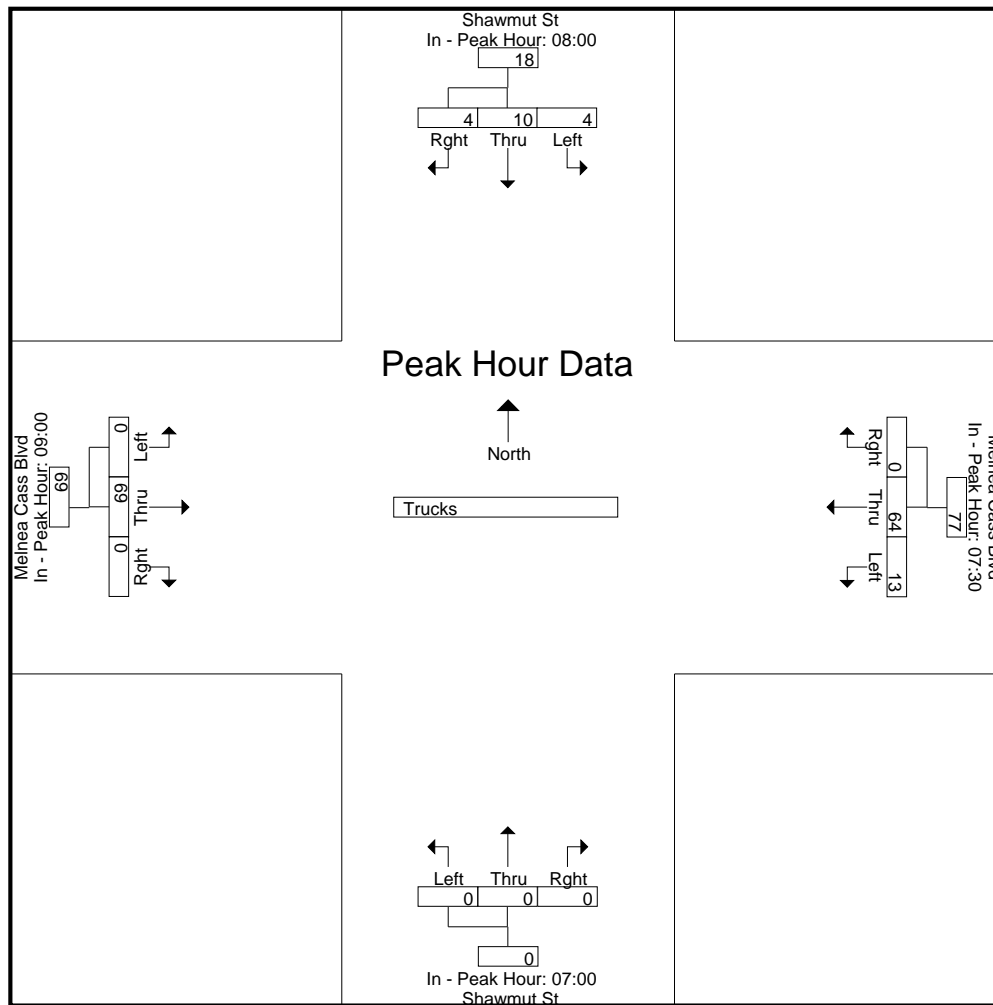 Shawmut St
In - Peak Hour: 08:00
18
4 10 4
Rght Thru Left
Peak Hour Data
North
Trucks
Melnea Cass Blvd
In - Peak Hour: 09:00
69
0 69 0
Left Thru Rght
Melnea Cass Blvd
In - Peak Hour: 07:30
77
0 64 13
Rght Thru Left
Left Thru Rght
0 0 0
0
In - Peak Hour: 07:00
Shawmut St